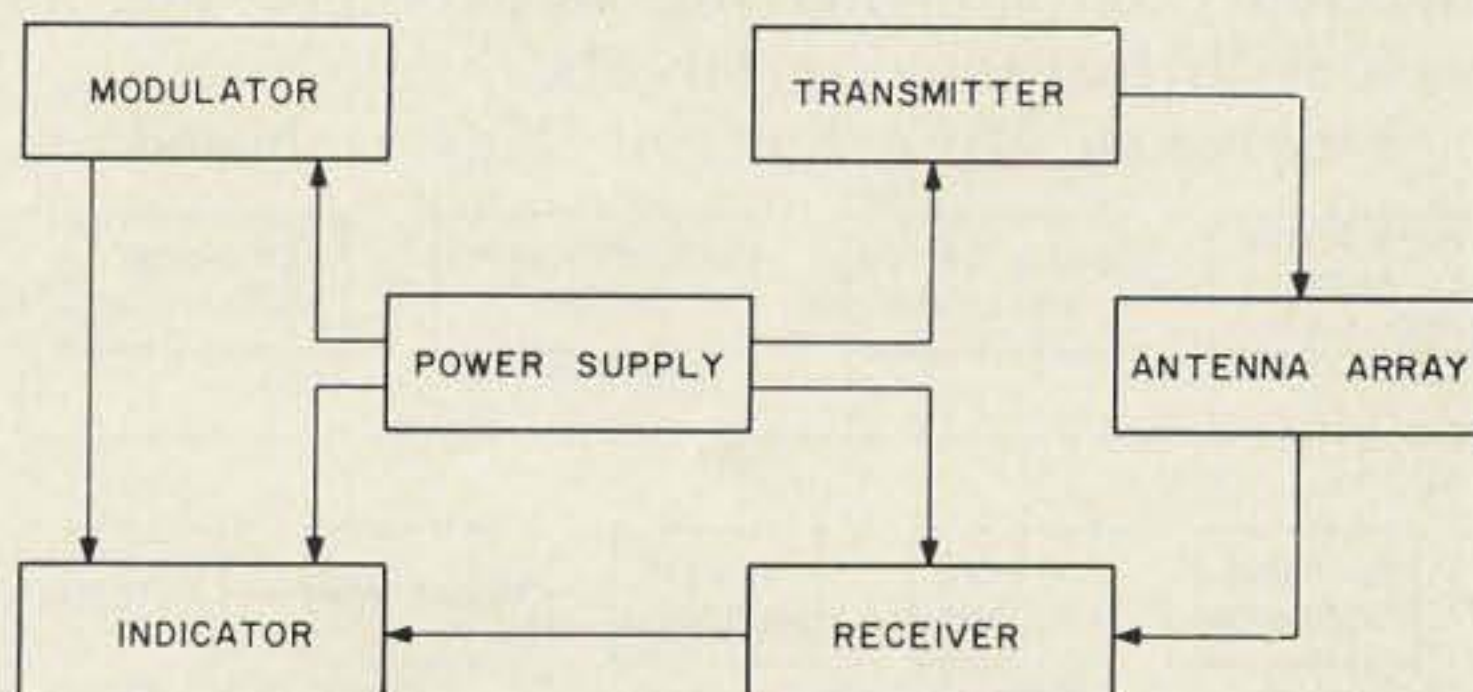 MODULATOR
TRANSMITTER
POWER SUPPLY
ANTENNA ARRAY
INDICATOR
RECEIVER